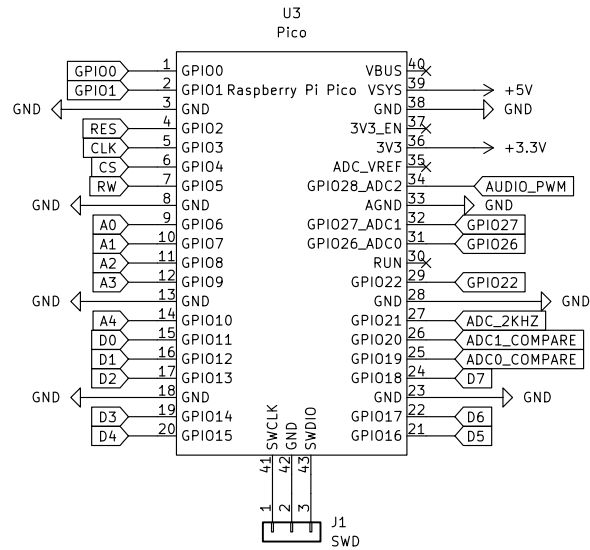 U3
Pico
GPIO0 1 GPIO0 VBUS 40
GPIO1 2 GPIO1 Raspberry Pi Pico VSYS 39 +5V
GND 3 GND GND 38 GND
RES 4 GPIO2 3V3_EN 37
CLK 5 GPIO3 3V3 36 +3.3V
CS 6 GPIO4 ADC_VREF 35
RW 7 GPIO5 GPIO28_ADC2 34 AUDIO_PWM
GND 8 GND AGND 33 GND
A0 9 GPIO6 GPIO27_ADC1 32 GPIO27
A1 10 GPIO7 GPIO26_ADC0 31 GPIO26
A2 11 GPIO8 RUN 30
A3 12 GPIO9 GPIO22 29 GPIO22
GND 13 GND GND 28 GND
A4 14 GPIO10 GPIO21 27 ADC_2KHZ
D0 15 GPIO11 GPIO20 26 ADC1_COMPARE
D1 16 GPIO12 GPIO19 25 ADC0_COMPARE
D2 17 GPIO13 GPIO18 24 D7
GND 18 GND GND 23 GND
D3 19 GPIO14 GPIO17 22 D6
D4 20 GPIO15 GPIO16 21 D5
SWCLK GND SWDIO
41 42 43
1 2 3
J1
SWD